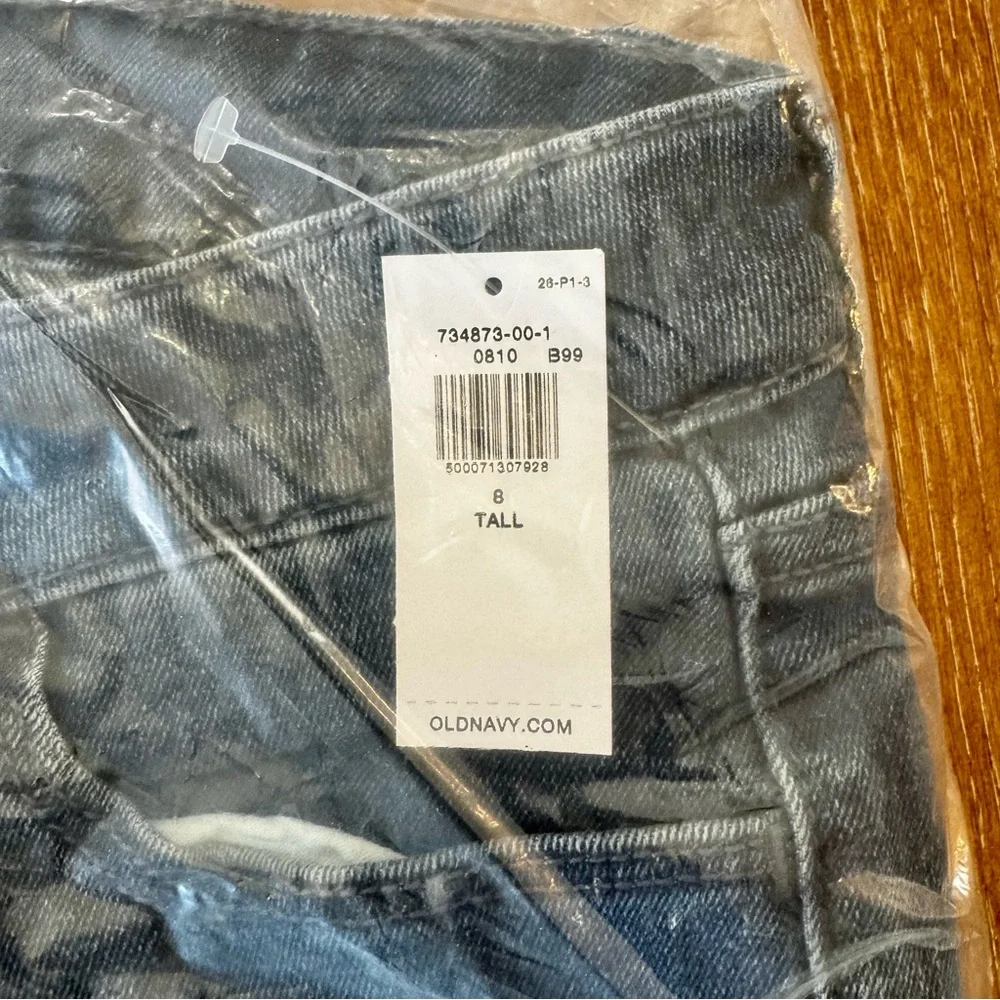 26-P1-3
734873-00-1
0810 B99
500071307928
8
TALL
OLDNAVY.COM